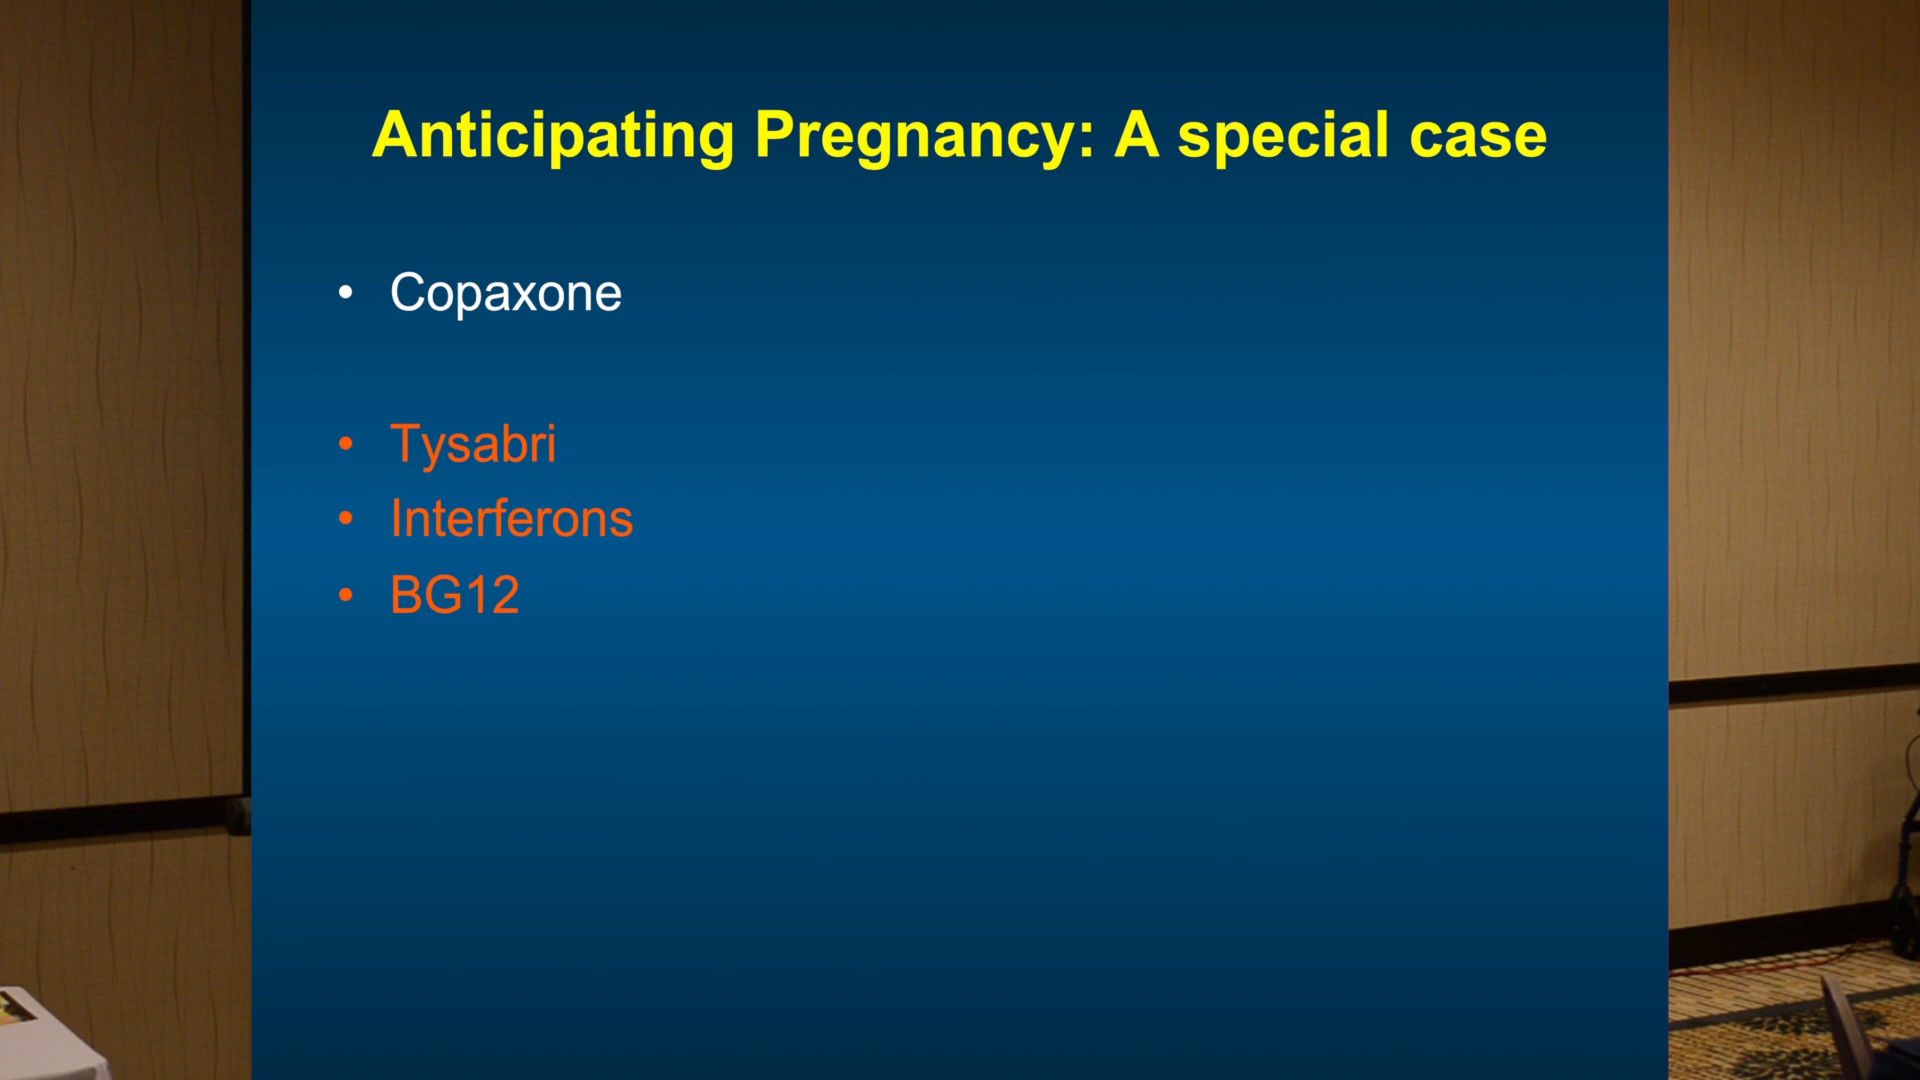 Anticipating Pregnancy: A special case
• Copaxone
• Tysabri
• Interferons
• BG12